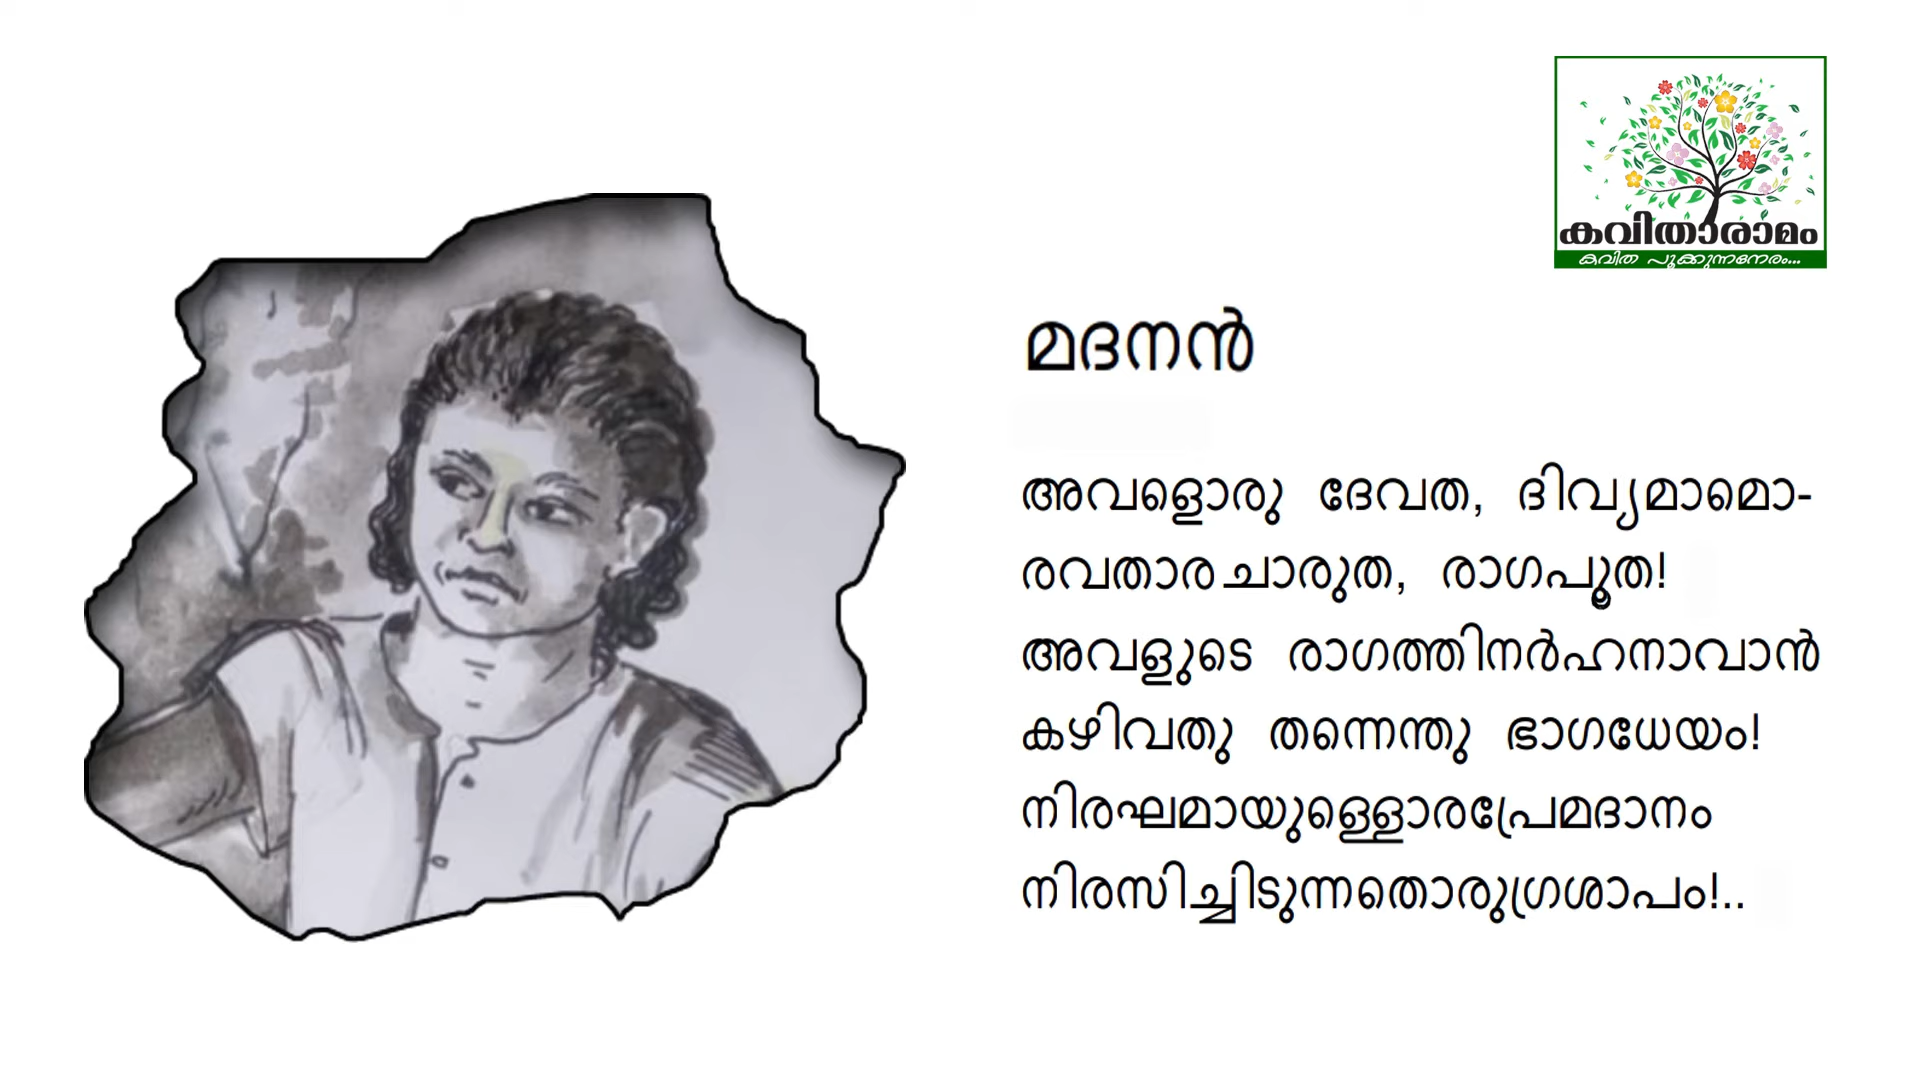 കവിതാരാമം
കവിത പൂക്കുന്നനേരം...
മദനൻ
അവളൊരു ദേവത, ദിവ്യമാമൊ-
രവതാരചാരുത, രാഗപൂത!
അവളുടെ രാഗത്തിനർഹനാവാൻ
കഴിവതു തന്നെന്തു ഭാഗധേയം!
നിരഘമായുള്ളൊരപ്രേമദാനം
നിരസിച്ചിടുന്നതൊരുഗ്രശാപം!..